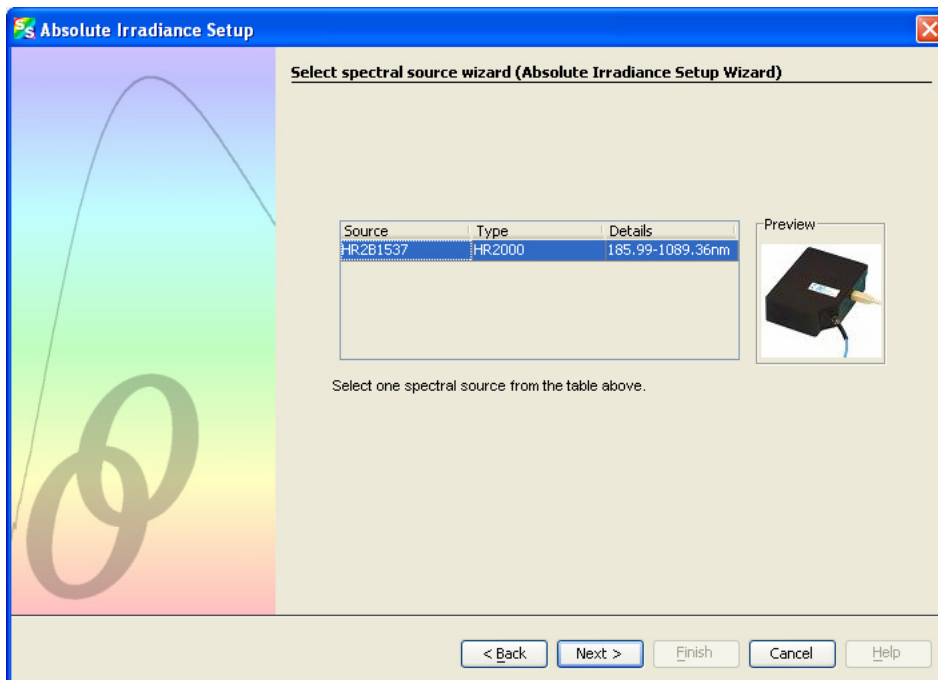 Absolute Irradiance Setup
Select spectral source wizard (Absolute Irradiance Setup Wizard)
Source Type Details
HR2B1537 HR2000 185.99-1089.36nm
Preview
Select one spectral source from the table above.
< Back Next > Finish Cancel Help